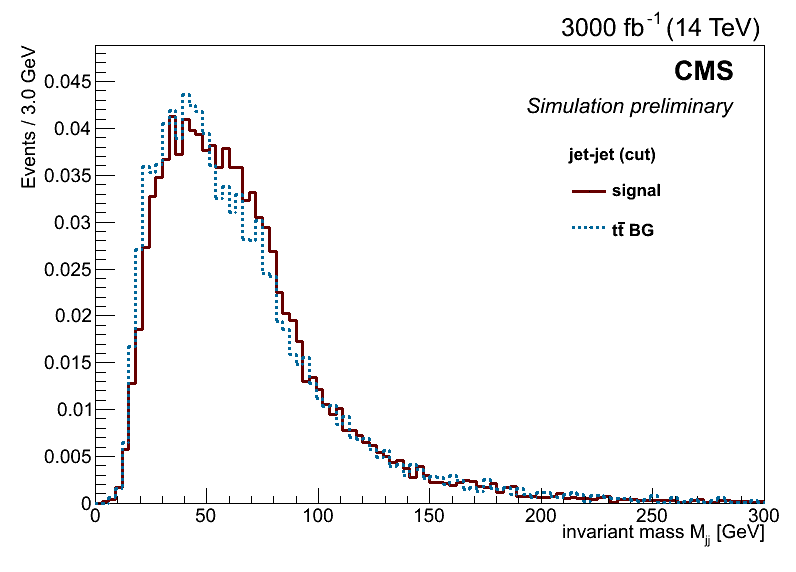 3000 fb⁻¹ (14 TeV)
CMS
Simulation preliminary
jet-jet (cut)
signal
tt̄ BG
Events / 3.0 GeV
0.045
0.04
0.035
0.03
0.025
0.02
0.015
0.01
0.005
0
0 50 100 150 200 250 300
invariant mass Mjj [GeV]